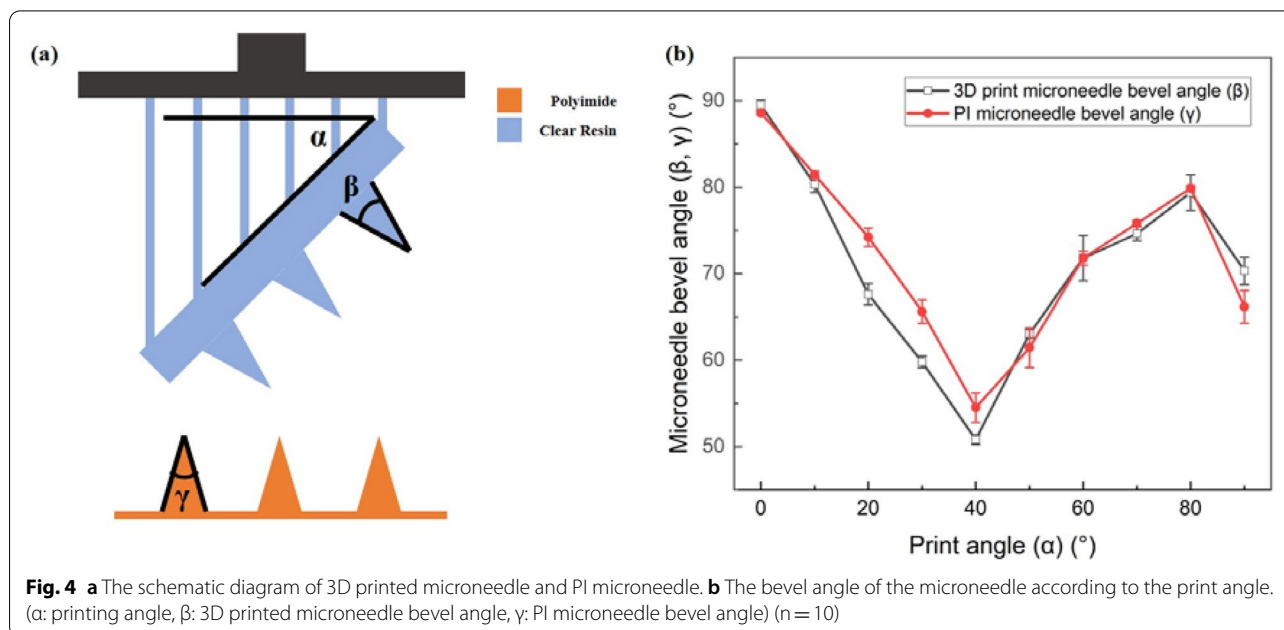 (a)
Polyimide
Clear Resin
α
β
γ
(b)
3D print microneedle bevel angle (β)
PI microneedle bevel angle (γ)
Microneedle bevel angle (β, γ) (°)
90
80
70
60
50
0 20 40 60 80
Print angle (α) (°)
Fig. 4 a The schematic diagram of 3D printed microneedle and PI microneedle. b The bevel angle of the microneedle according to the print angle.
(α: printing angle, β: 3D printed microneedle bevel angle, γ: PI microneedle bevel angle) (n = 10)